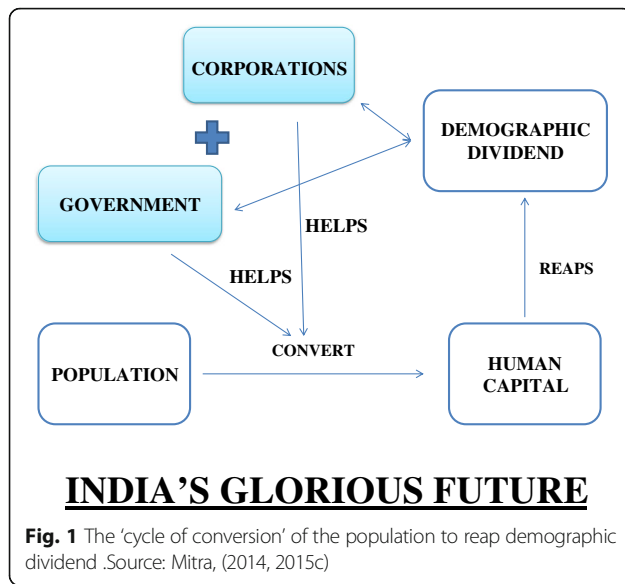 CORPORATIONS
DEMOGRAPHIC
DIVIDEND
GOVERNMENT
HELPS
HELPS
REAPS
CONVERT
POPULATION
HUMAN
CAPITAL
INDIA'S GLORIOUS FUTURE
Fig. 1 The 'cycle of conversion' of the population to reap demographic
dividend .Source: Mitra, (2014, 2015c)